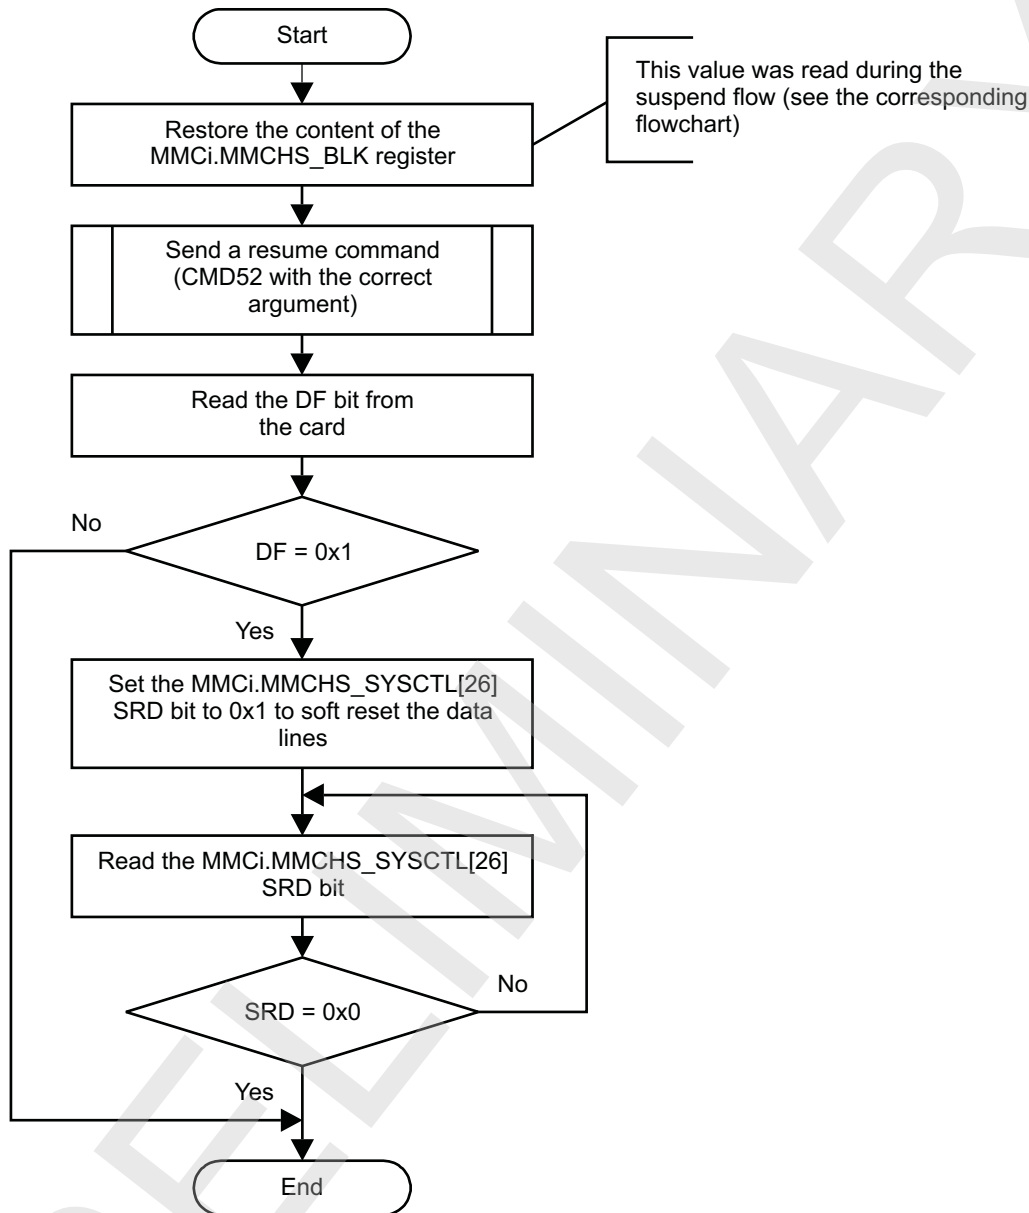 Start
This value was read during the
suspend flow (see the corresponding
flowchart)
Restore the content of the
MMCi.MMCHS_BLK register
Send a resume command
(CMD52 with the correct
argument)
Read the DF bit from
the card
No
DF = 0x1
Yes
Set the MMCi.MMCHS_SYSCTL[26]
SRD bit to 0x1 to soft reset the data
lines
Read the MMCi.MMCHS_SYSCTL[26]
SRD bit
No
SRD = 0x0
Yes
End
ELIMINARY